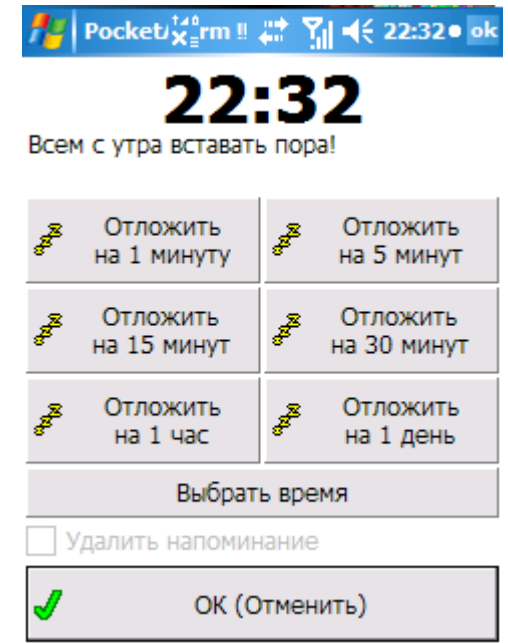 22:32 ok
22:32
Всем с утра вставать пора!
Отложить
на 1 минуту
Отложить
на 5 минут
Отложить
на 15 минут
Отложить
на 30 минут
Отложить
на 1 час
Отложить
на 1 день
Выбрать время
Удалить напоминание
ОК (Отменить)